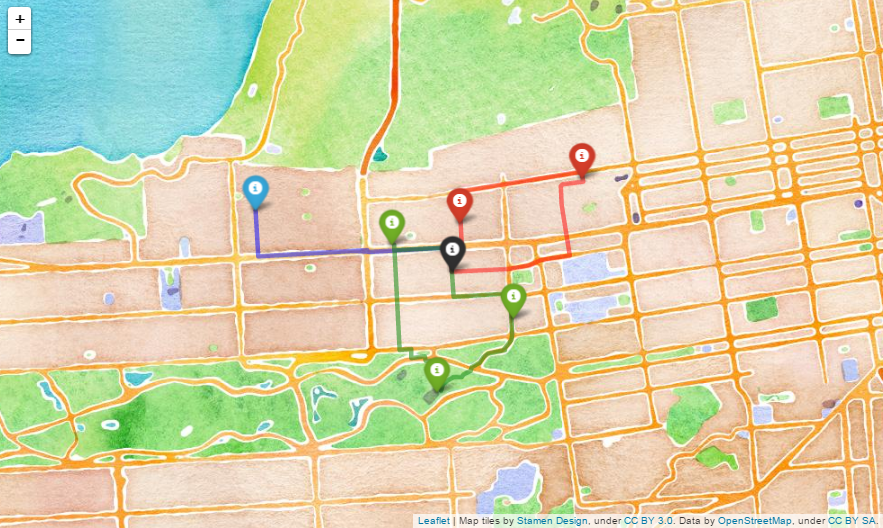 +
−
i
i
i
i
i
i
i
Leaflet | Map tiles by Stamen Design, under CC BY 3.0. Data by OpenStreetMap, under CC BY SA.